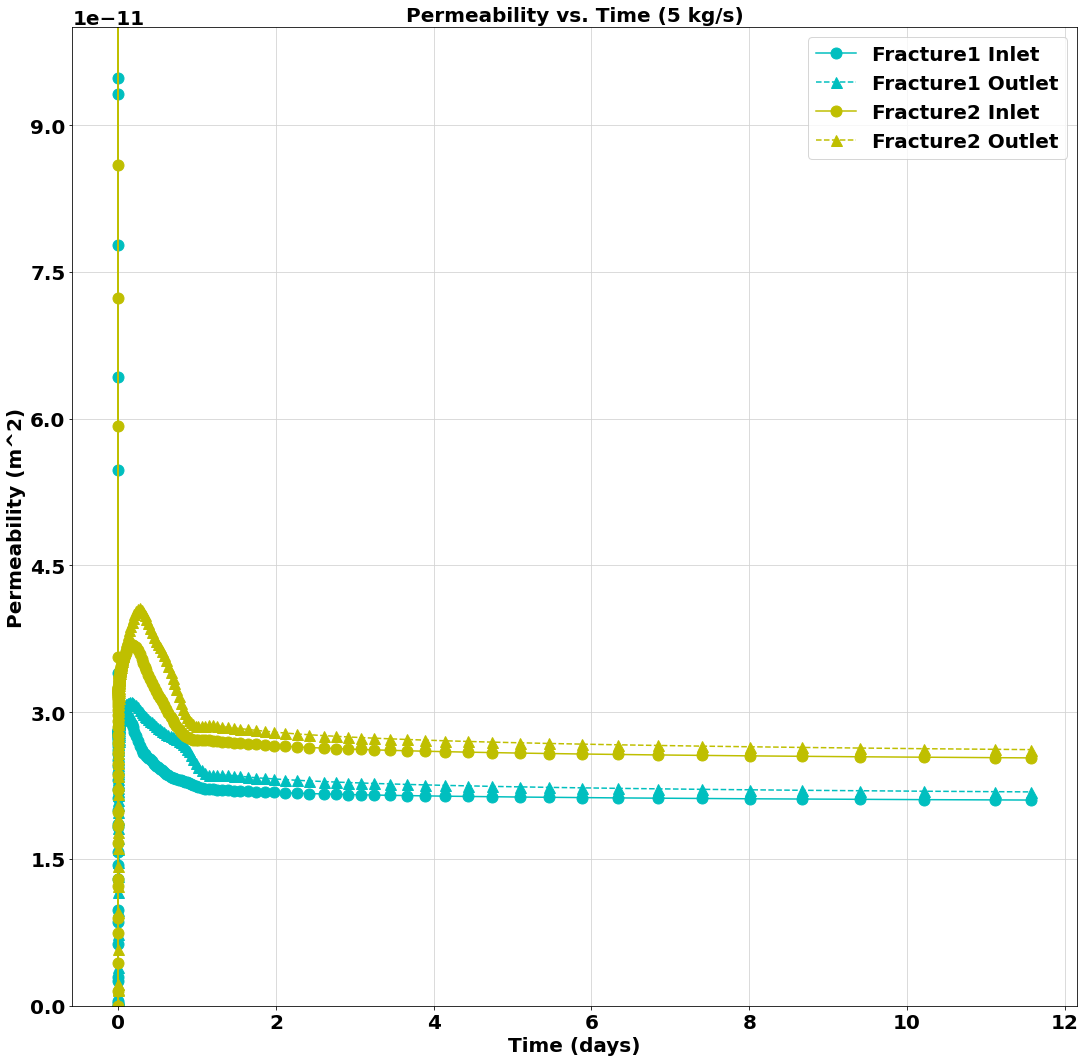 Permeability vs. Time (5 kg/s)
1e−11
Fracture1 Inlet
Fracture1 Outlet
Fracture2 Inlet
Fracture2 Outlet
9.0
7.5
6.0
4.5
3.0
1.5
0.0
Permeability (m^2)
0 2 4 6 8 10 12
Time (days)